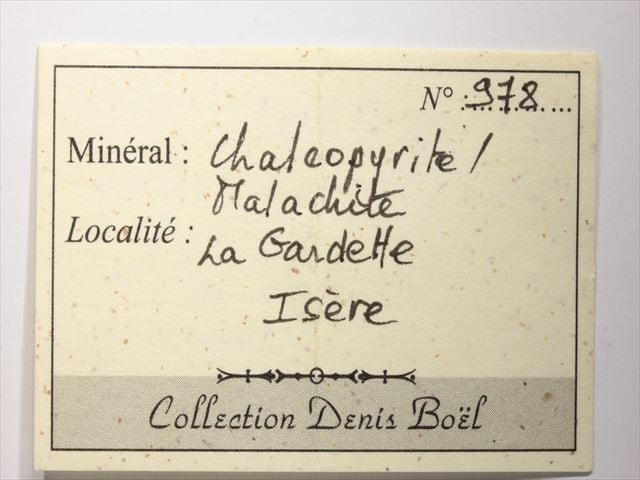 N° : 978
Minéral : Chalcopyrite /
Malachite
Localité : La Gardette
Isère
Collection Denis Boël